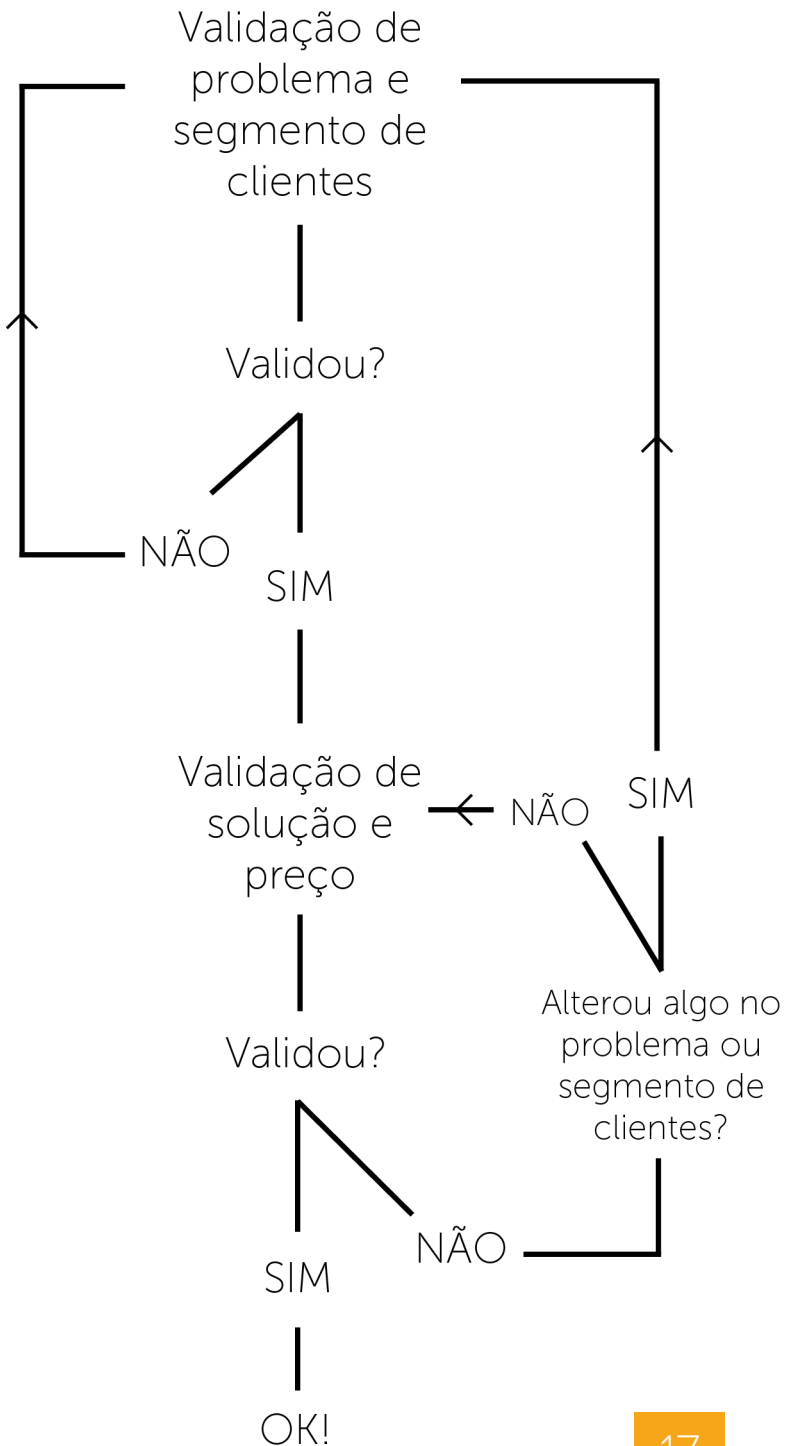 Validação de
problema e
segmento de
clientes
Validou?
NÃO
SIM
Validação de
solução e
preço
NÃO
SIM
Alterou algo no
problema ou
segmento de
clientes?
Validou?
NÃO
SIM
OK!
17